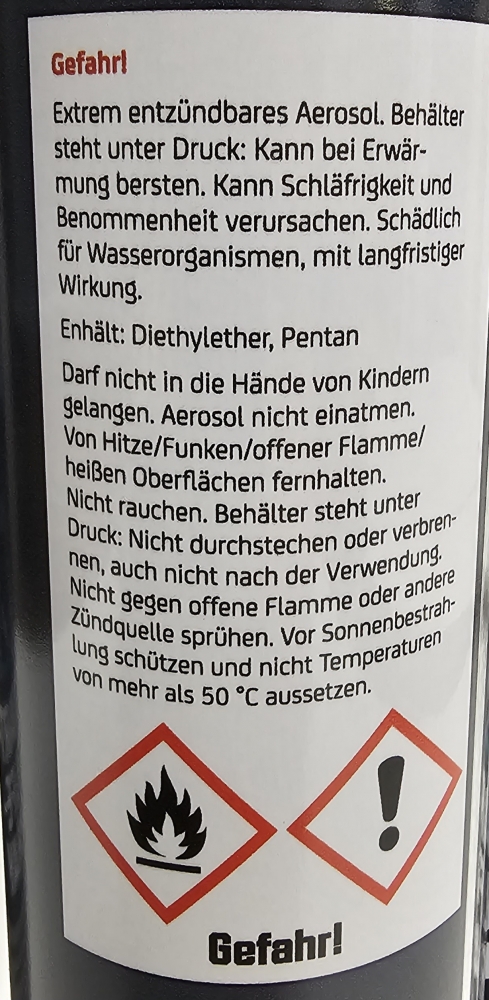 Gefahr!
Extrem entzündbares Aerosol. Behälter
steht unter Druck: Kann bei Erwär-
mung bersten. Kann Schläfrigkeit und
Benommenheit verursachen. Schädlich
für Wasserorganismen, mit langfristiger
Wirkung.
Enhält: Diethylether, Pentan
Darf nicht in die Hände von Kindern
gelangen. Aerosol nicht einatmen.
Von Hitze/Funken/offener Flamme/
heißen Oberflächen fernhalten.
Nicht rauchen. Behälter steht unter
Druck: Nicht durchstechen oder verbren-
nen, auch nicht nach der Verwendung.
Nicht gegen offene Flamme oder andere
Zündquelle sprühen. Vor Sonnenbestrah-
lung schützen und nicht Temperaturen
von mehr als 50 °C aussetzen.
Gefahr!